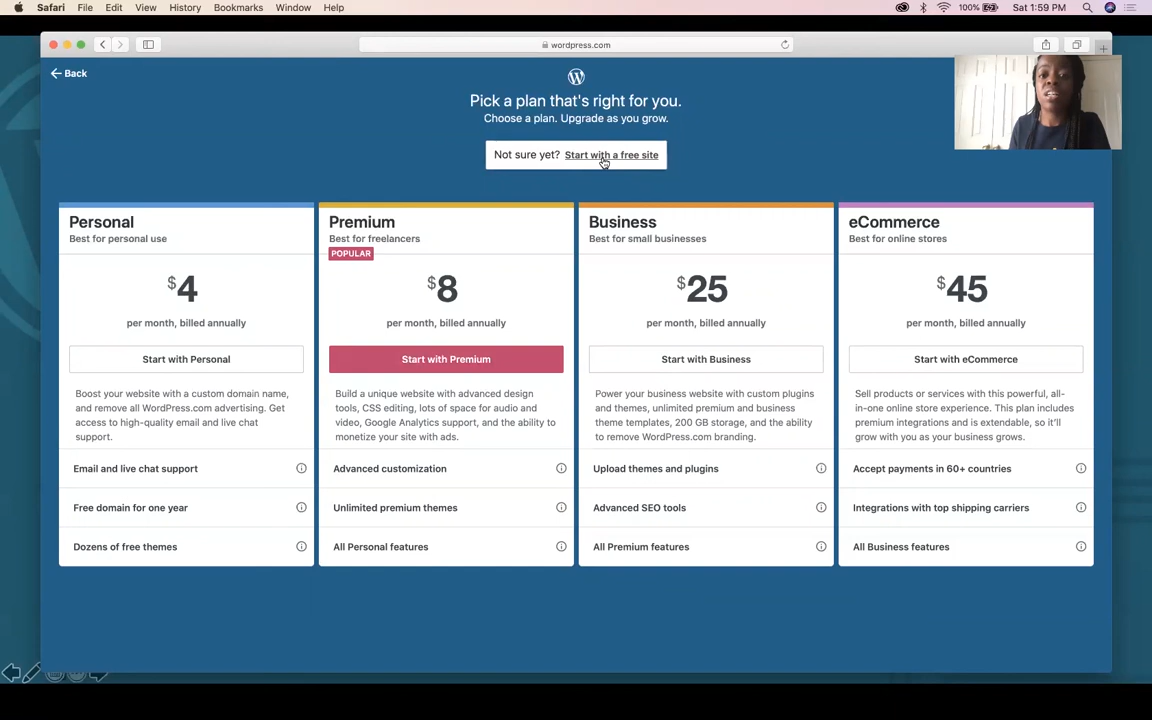 Safari File Edit View History Bookmarks Window Help 100% Sat 1:59 PM
wordpress.com
Back
Pick a plan that's right for you.
Choose a plan. Upgrade as you grow.
Not sure yet? Start with a free site
Personal
Best for personal use
$4
per month, billed annually
Start with Personal
Boost your website with a custom domain name,
and remove all WordPress.com advertising. Get
access to high-quality email and live chat
support.
Email and live chat support
Free domain for one year
Dozens of free themes
Premium
Best for freelancers
POPULAR
$8
per month, billed annually
Start with Premium
Build a unique website with advanced design
tools, CSS editing, lots of space for audio and
video, Google Analytics support, and the ability to
monetize your site with ads.
Advanced customization
Unlimited premium themes
All Personal features
Business
Best for small businesses
$25
per month, billed annually
Start with Business
Power your business website with custom plugins
and themes, unlimited premium and business
theme templates, 200 GB storage, and the ability
to remove WordPress.com branding.
Upload themes and plugins
Advanced SEO tools
All Premium features
eCommerce
Best for online stores
$45
per month, billed annually
Start with eCommerce
Sell products or services with this powerful, all-
in-one online store experience. This plan includes
premium integrations and is extendable, so it'll
grow with you as your business grows.
Accept payments in 60+ countries
Integrations with top shipping carriers
All Business features